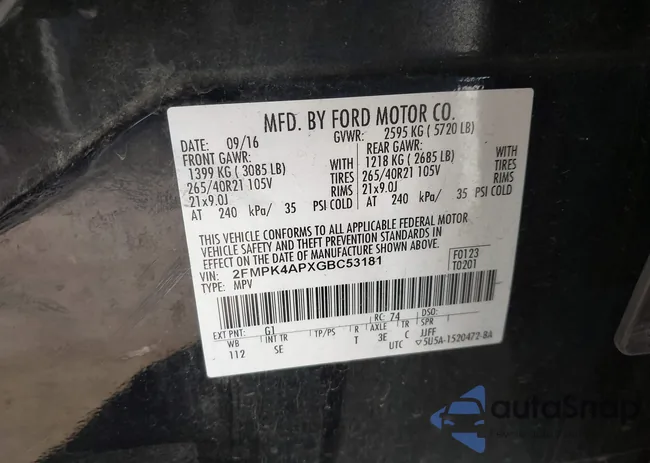 MFD. BY FORD MOTOR CO.
DATE: 09/16 GVWR: 2595 KG ( 5720 LB)
FRONT GAWR: REAR GAWR:
1399 KG ( 3085 LB) WITH 1218 KG ( 2685 LB) WITH
265/40R21 105V TIRES 265/40R21 105V TIRES
21x9.0J RIMS 21x9.0J RIMS
AT 240 kPa/ 35 PSI COLD AT 240 kPa/ 35 PSI COLD
THIS VEHICLE CONFORMS TO ALL APPLICABLE FEDERAL MOTOR
VEHICLE SAFETY AND THEFT PREVENTION STANDARDS IN
EFFECT ON THE DATE OF MANUFACTURE SHOWN ABOVE.
VIN: 2FMPK4APXGBC53181 F0123
TYPE: MPV T0201
EXT PNT: G1 RC: 74 DSO:
WB INT TR TP/PS R AXLE TR SPR
112 SE T 3E C JJFF
UTC ▽5U5A-1520472-BA
autoSnap